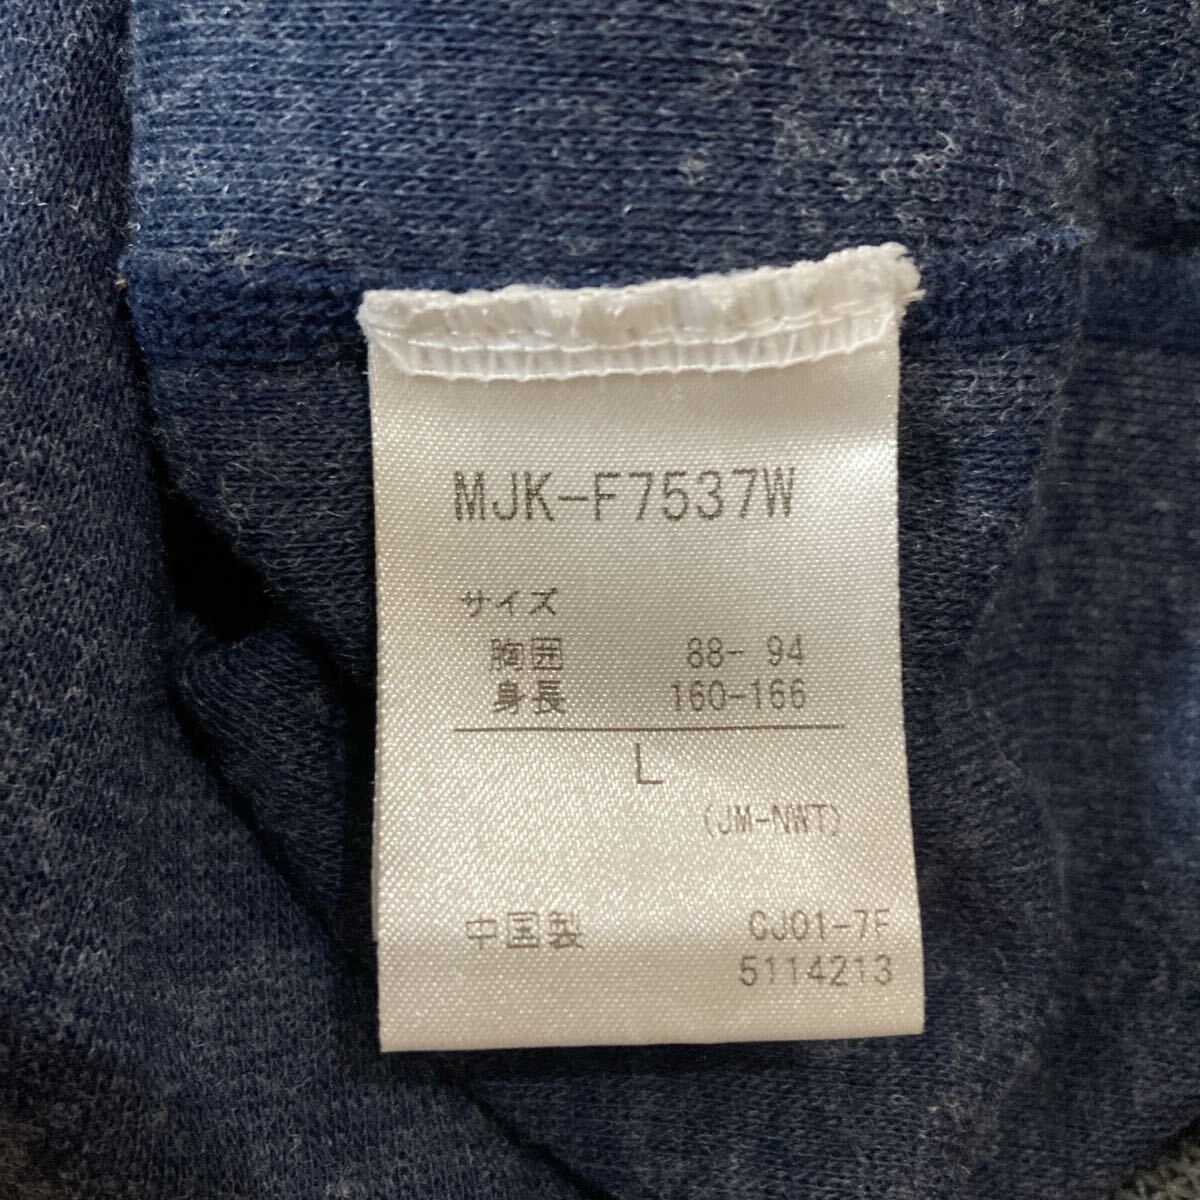 MJK-F7537W
サイズ
胸囲 88- 94
身長 160-166
L
(JM-NWT)
中国製 CJ01-7F
5114213